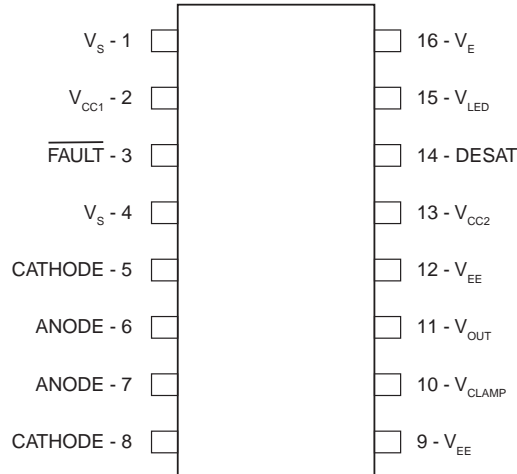 V_S - 1
V_CC1 - 2
F̅A̅U̅L̅T̅ - 3
V_S - 4
CATHODE - 5
ANODE - 6
ANODE - 7
CATHODE - 8
16 - V_E
15 - V_LED
14 - DESAT
13 - V_CC2
12 - V_EE
11 - V_OUT
10 - V_CLAMP
9 - V_EE